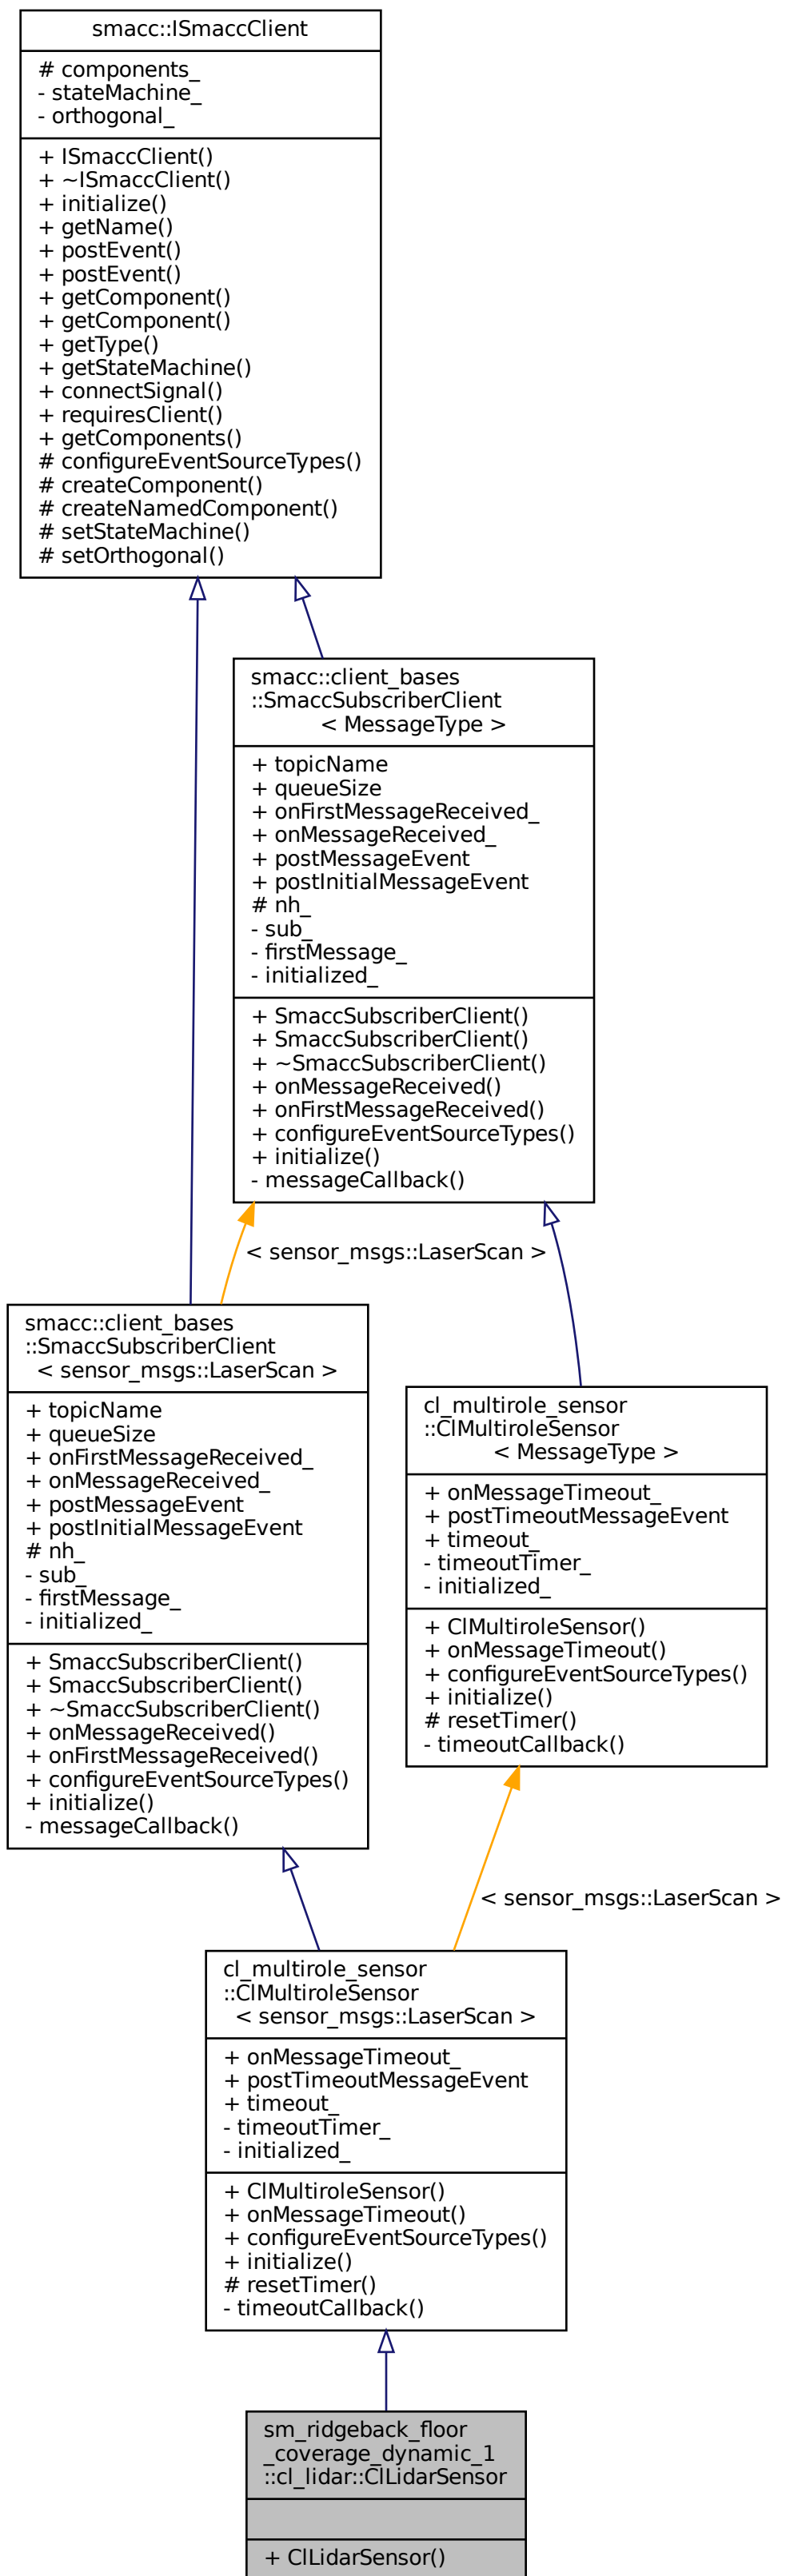 smacc::ISmaccClient
# components_
- stateMachine_
- orthogonal_
+ ISmaccClient()
+ ~ISmaccClient()
+ initialize()
+ getName()
+ postEvent()
+ postEvent()
+ getComponent()
+ getComponent()
+ getType()
+ getStateMachine()
+ connectSignal()
+ requiresClient()
+ getComponents()
# configureEventSourceTypes()
# createComponent()
# createNamedComponent()
# setStateMachine()
# setOrthogonal()
smacc::client_bases
::SmaccSubscriberClient
< MessageType >
+ topicName
+ queueSize
+ onFirstMessageReceived_
+ onMessageReceived_
+ postMessageEvent
+ postInitialMessageEvent
# nh_
- sub_
- firstMessage_
- initialized_
+ SmaccSubscriberClient()
+ SmaccSubscriberClient()
+ ~SmaccSubscriberClient()
+ onMessageReceived()
+ onFirstMessageReceived()
+ configureEventSourceTypes()
+ initialize()
- messageCallback()
< sensor_msgs::LaserScan >
smacc::client_bases
::SmaccSubscriberClient
< sensor_msgs::LaserScan >
+ topicName
+ queueSize
+ onFirstMessageReceived_
+ onMessageReceived_
+ postMessageEvent
+ postInitialMessageEvent
# nh_
- sub_
- firstMessage_
- initialized_
+ SmaccSubscriberClient()
+ SmaccSubscriberClient()
+ ~SmaccSubscriberClient()
+ onMessageReceived()
+ onFirstMessageReceived()
+ configureEventSourceTypes()
+ initialize()
- messageCallback()
cl_multirole_sensor
::ClMultiroleSensor
< MessageType >
+ onMessageTimeout_
+ postTimeoutMessageEvent
+ timeout_
- timeoutTimer_
- initialized_
+ ClMultiroleSensor()
+ onMessageTimeout()
+ configureEventSourceTypes()
+ initialize()
# resetTimer()
- timeoutCallback()
< sensor_msgs::LaserScan >
cl_multirole_sensor
::ClMultiroleSensor
< sensor_msgs::LaserScan >
+ onMessageTimeout_
+ postTimeoutMessageEvent
+ timeout_
- timeoutTimer_
- initialized_
+ ClMultiroleSensor()
+ onMessageTimeout()
+ configureEventSourceTypes()
+ initialize()
# resetTimer()
- timeoutCallback()
sm_ridgeback_floor
_coverage_dynamic_1
::cl_lidar::ClLidarSensor
+ ClLidarSensor()